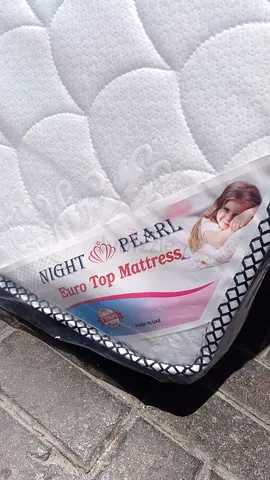 NIGHT PEARL
Euro Top Mattress
MADE IN UAE